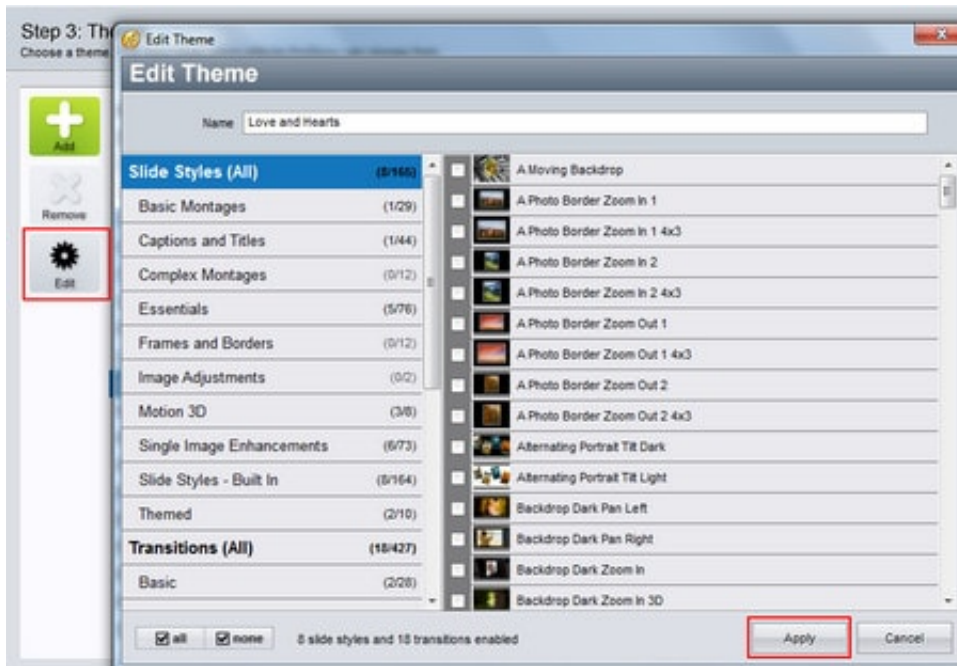 Step 3: Th
Choose a theme
Edit Theme
Edit Theme
Name Love and Hearts
Add
Remove
Edit
Slide Styles (All) (8/165)
Basic Montages (1/29)
Captions and Titles (1/44)
Complex Montages (0/12)
Essentials (5/76)
Frames and Borders (0/12)
Image Adjustments (0/2)
Motion 3D (3/8)
Single Image Enhancements (6/73)
Slide Styles - Built In (8/164)
Themed (2/10)
Transitions (All) (18/427)
Basic (2/28)
A Moving Backdrop
A Photo Border Zoom In 1
A Photo Border Zoom In 1 4x3
A Photo Border Zoom In 2
A Photo Border Zoom In 2 4x3
A Photo Border Zoom Out 1
A Photo Border Zoom Out 1 4x3
A Photo Border Zoom Out 2
A Photo Border Zoom Out 2 4x3
Alternating Portrait Tilt Dark
Alternating Portrait Tilt Light
Backdrop Dark Pan Left
Backdrop Dark Pan Right
Backdrop Dark Zoom In
Backdrop Dark Zoom In 3D
all none 8 slide styles and 18 transitions enabled Apply Cancel